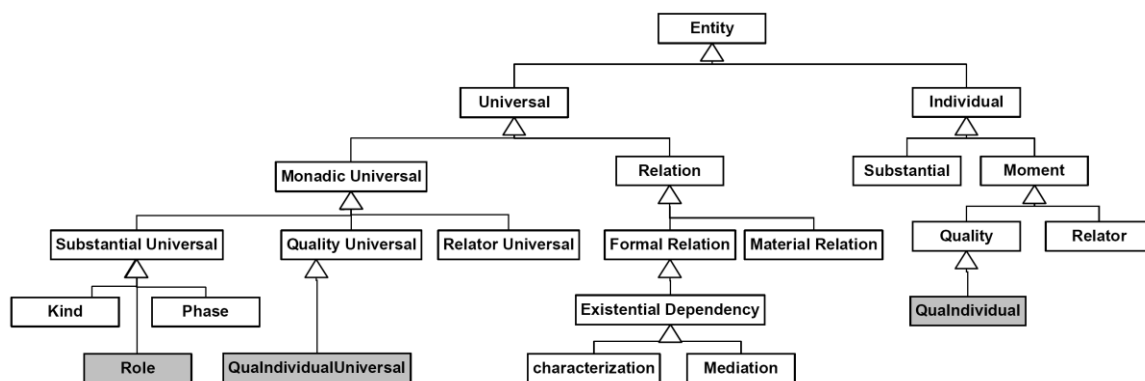 Entity
Universal
Individual
Monadic Universal
Relation
Substantial
Moment
Substantial Universal
Quality Universal
Relator Universal
Formal Relation
Material Relation
Quality
Relator
Kind
Phase
Existential Dependency
QuaIndividual
Role
QuaIndividualUniversal
characterization
Mediation